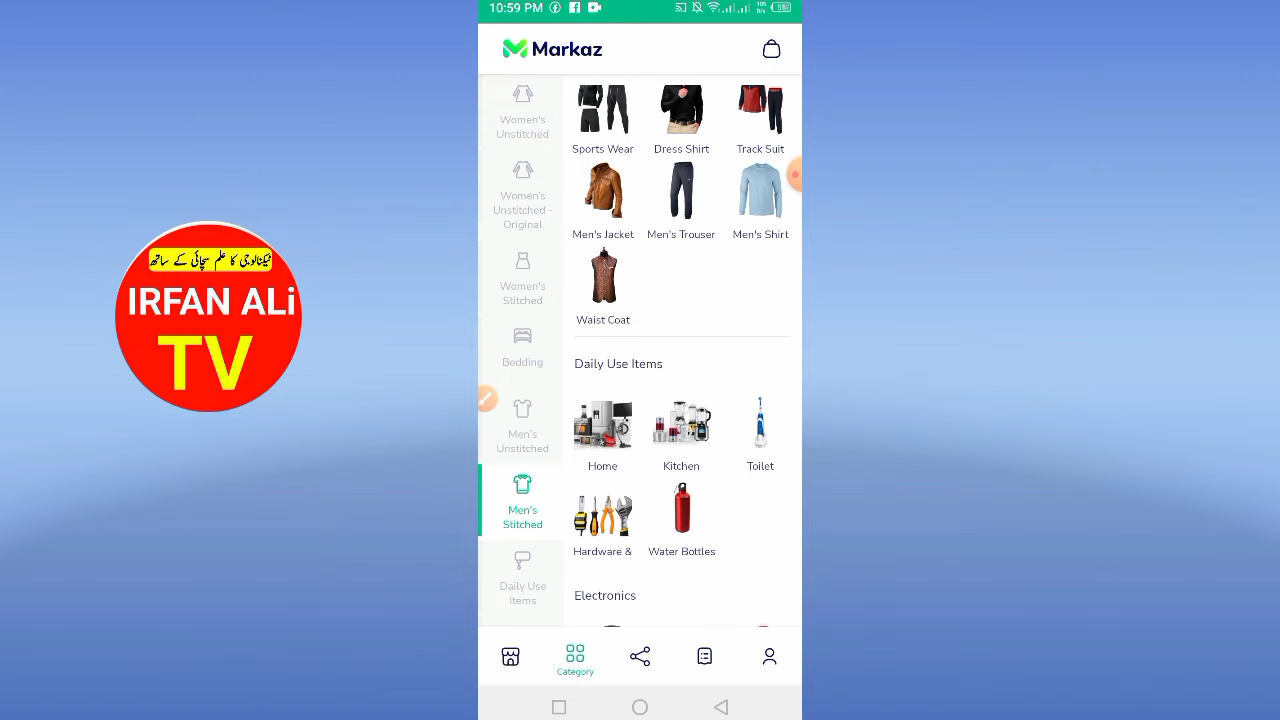 10:59 PM
105
B/s
51
Markaz
Women's
Unstitched
Women's
Unstitched -
Original
Women's
Stitched
Bedding
Men's
Unstitched
Men's
Stitched
Daily Use
Items
Sports Wear
Dress Shirt
Track Suit
Men's Jacket
Men's Trouser
Men's Shirt
Waist Coat
Daily Use Items
Home
Kitchen
Toilet
Hardware &
Water Bottles
Electronics
Category
ٹیکنالوجی کا علم سچائی کے ساتھ
IRFAN ALi
TV